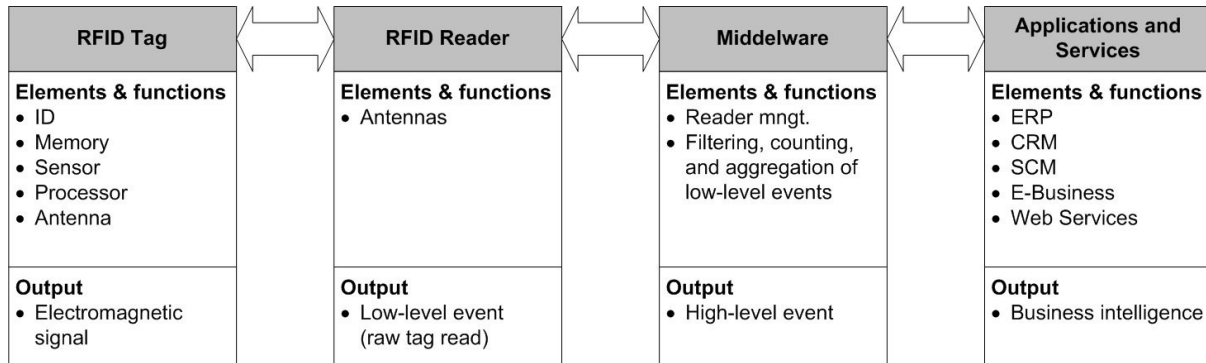 RFID Tag
Elements & functions
• ID
• Memory
• Sensor
• Processor
• Antenna
Output
• Electromagnetic
signal
RFID Reader
Elements & functions
• Antennas
Output
• Low-level event
(raw tag read)
Middelware
Elements & functions
• Reader mngt.
• Filtering, counting,
and aggregation of
low-level events
Output
• High-level event
Applications and
Services
Elements & functions
• ERP
• CRM
• SCM
• E-Business
• Web Services
Output
• Business intelligence